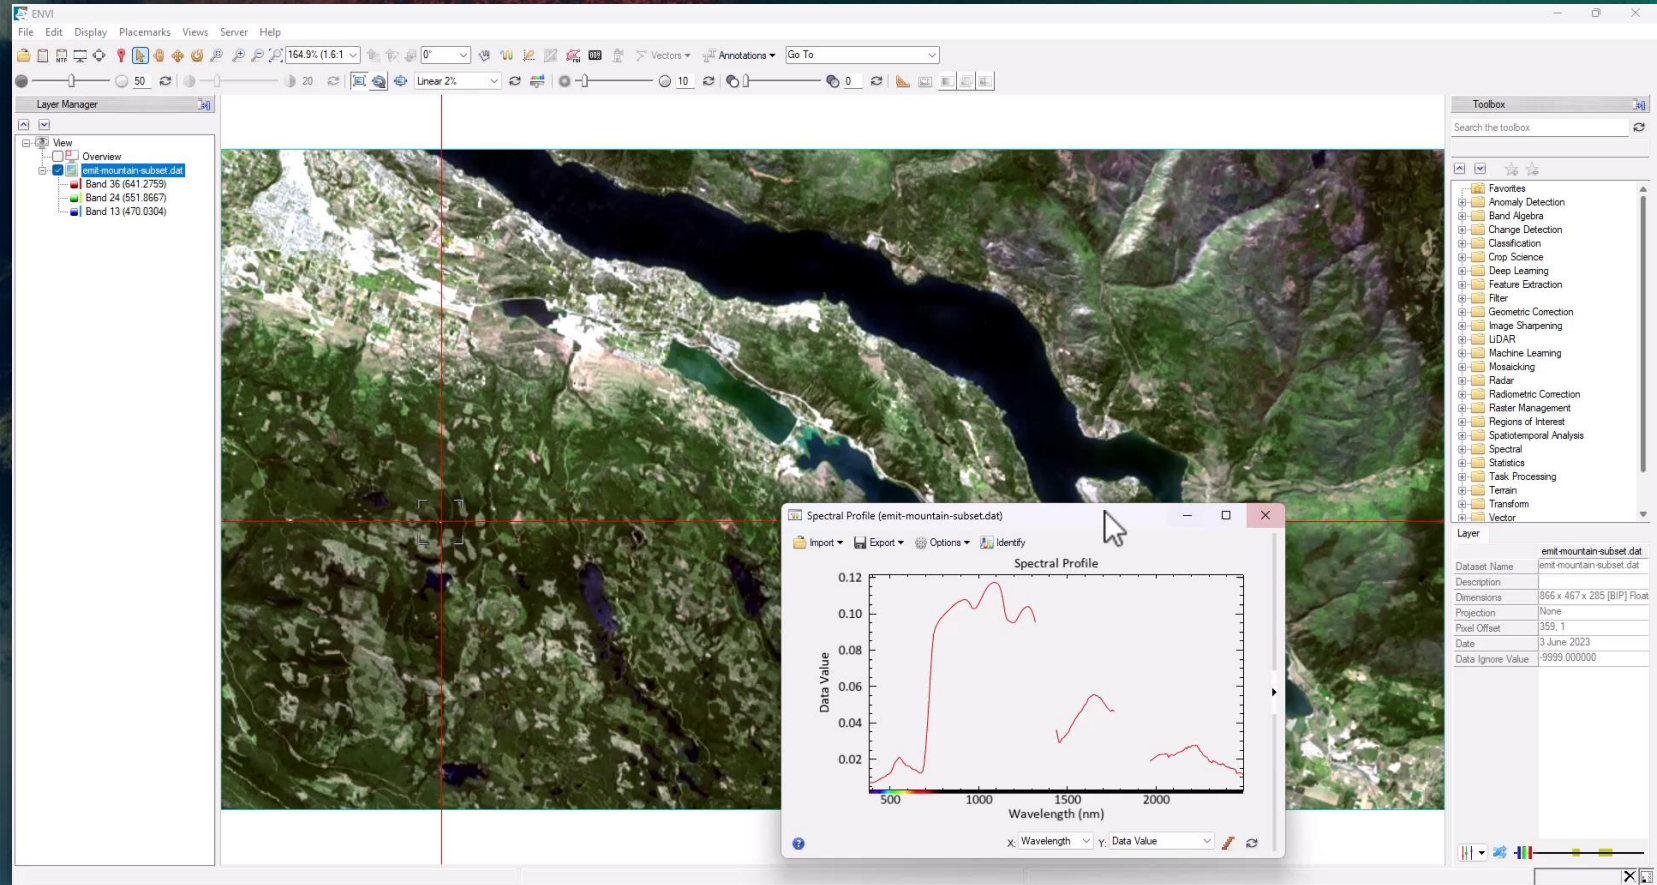 ENVI
File Edit Display Placemarks Views Server Help
164.9% (1.6:1 0° Vectors Annotations Go To
50 20 Linear 2% 10 0
Layer Manager
View
Overview
emit-mountain-subset.dat
Band 36 (641.2759)
Band 24 (551.8667)
Band 13 (470.0304)
Spectral Profile (emit-mountain-subset.dat)
Import Export Options Identify
Spectral Profile
0.12
0.10
0.08
0.06
0.04
0.02
Data Value
500 1000 1500 2000
Wavelength (nm)
X: Wavelength Y: Data Value
Toolbox
Search the toolbox
Favorites
Anomaly Detection
Band Algebra
Change Detection
Classification
Crop Science
Deep Learning
Feature Extraction
Filter
Geometric Correction
Image Sharpening
LiDAR
Machine Learning
Mosaicking
Radar
Radiometric Correction
Raster Management
Regions of Interest
Spatiotemporal Analysis
Spectral
Statistics
Task Processing
Terrain
Transform
Vector
Layer
emit-mountain-subset.dat
Dataset Name emit-mountain-subset.dat
Description
Dimensions 866 x 467 x 285 [BIP] Float
Projection None
Pixel Offset 359, 1
Date 3 June 2023
Data Ignore Value -9999.000000